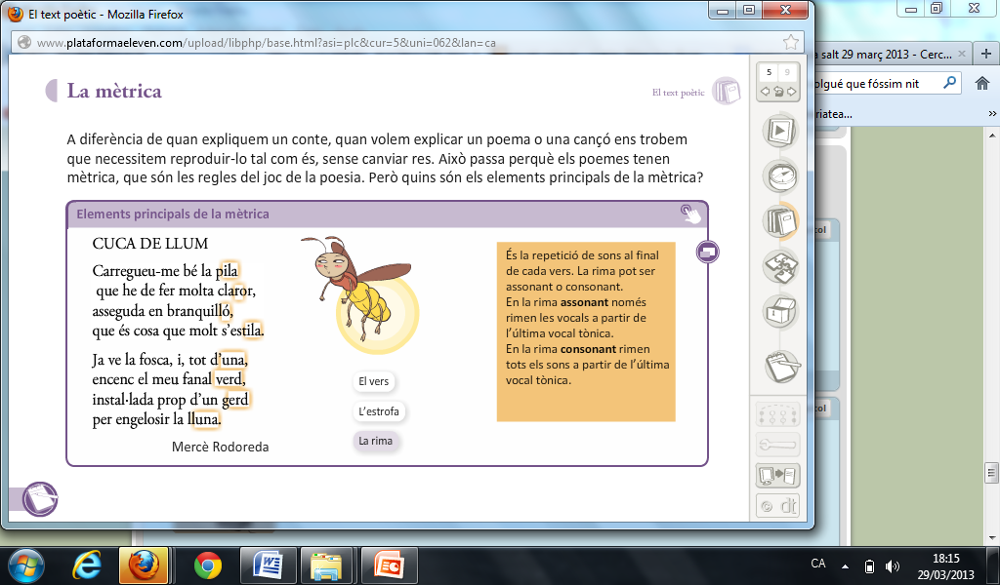 El text poètic - Mozilla Firefox
www.plataformaeleven.com/upload/libphp/base.html?asi=plc&cur=5&uni=062&lan=ca
a salt 29 març 2013 - Cerc...
olgué que fóssim nit
riatea...
La mètrica
El text poètic
5 9
A diferència de quan expliquem un conte, quan volem explicar un poema o una cançó ens trobem
que necessitem reproduir-lo tal com és, sense canviar res. Això passa perquè els poemes tenen
mètrica, que són les regles del joc de la poesia. Però quins són els elements principals de la mètrica?
Elements principals de la mètrica
CUCA DE LLUM
Carregueu-me bé la pila
que he de fer molta claror,
asseguda en branquilló,
que és cosa que molt s'estila.
Ja ve la fosca, i, tot d'una,
encenc el meu fanal verd,
instal·lada prop d'un gerd
per engelosir la lluna.
Mercè Rodoreda
El vers
L'estrofa
La rima
És la repetició de sons al final
de cada vers. La rima pot ser
assonant o consonant.
En la rima assonant només
rimen les vocals a partir de
l'última vocal tònica.
En la rima consonant rimen
tots els sons a partir de l'última
vocal tònica.
col
col
dt
CA
18:15
29/03/2013